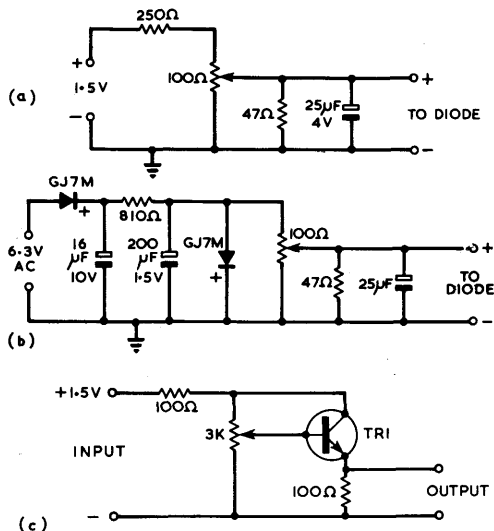 250Ω
+
1·5V
−
100Ω
47Ω
25µF
4V
+
TO DIODE
−
(a)
GJ7M
+
6·3V
AC
16
µF
10V
810Ω
200
µF
1·5V
GJ7M
+
100Ω
47Ω
25µF
+
TO
DIODE
−
(b)
+1·5V
100Ω
INPUT
3K
TR1
100Ω
OUTPUT
−
(c)